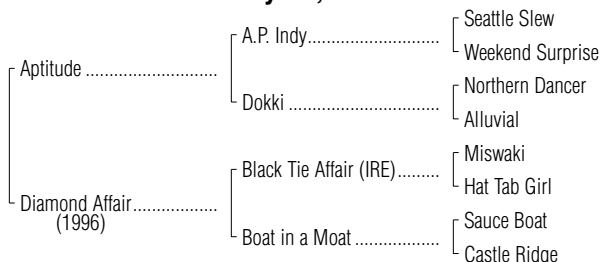 Seattle Slew
A.P. Indy
Weekend Surprise
Aptitude
Northern Dancer
Dokki
Alluvial
Miswaki
Black Tie Affair (IRE)
Hat Tab Girl
Diamond Affair
(1996)
Sauce Boat
Boat in a Moat
Castle Ridge